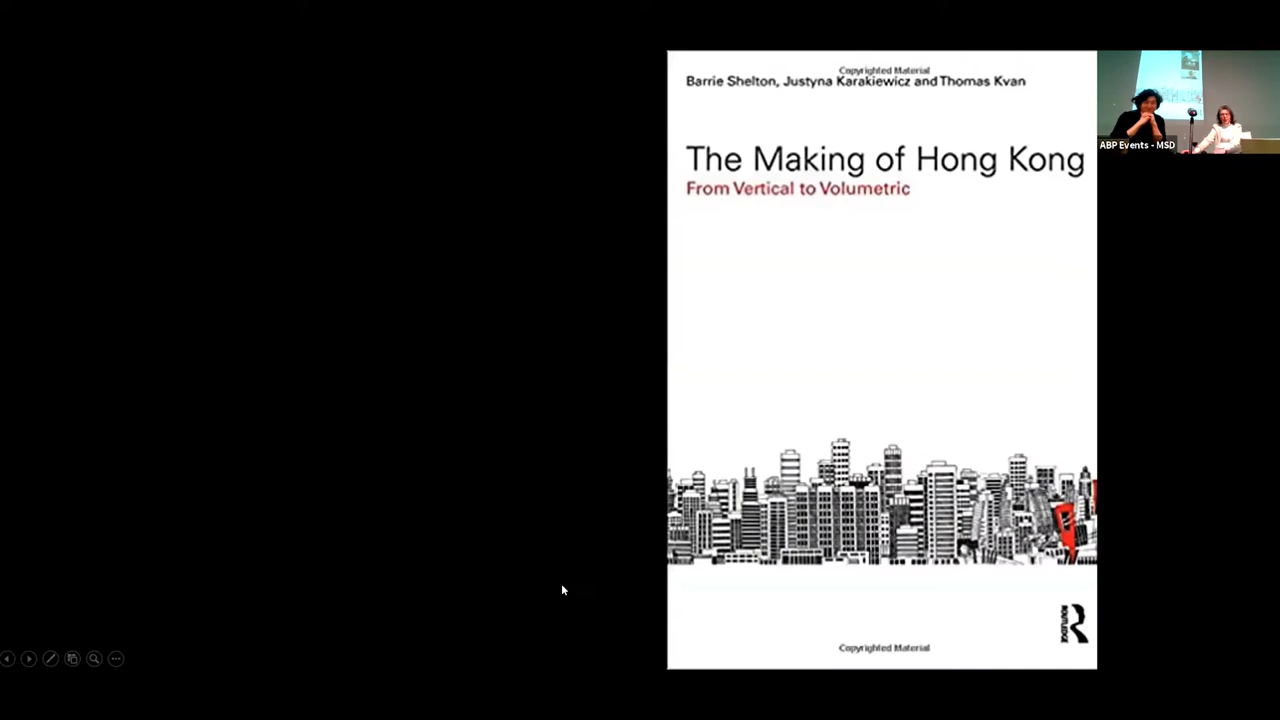 Copyrighted Material
Barrie Shelton, Justyna Karakiewicz and Thomas Kvan
The Making of Hong Kong
From Vertical to Volumetric
ABP Events - MSD
ROUTLEDGE
Copyrighted Material